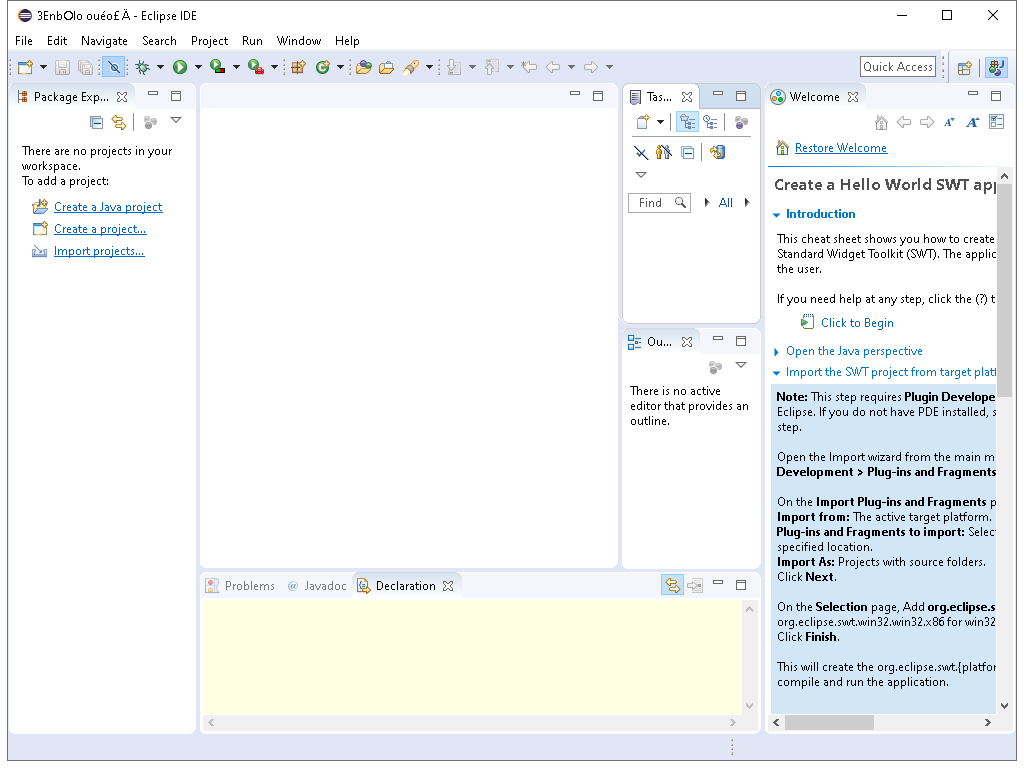 3EnbOlo ouéo£Ä - Eclipse IDE
File Edit Navigate Search Project Run Window Help
Quick Access
Package Exp...
There are no projects in your
workspace.
To add a project:
Create a Java project
Create a project...
Import projects...
Tas...
Find
All
Ou...
There is no active
editor that provides an
outline.
Problems @ Javadoc Declaration
Welcome
Restore Welcome
Create a Hello World SWT app
Introduction
This cheat sheet shows you how to create
Standard Widget Toolkit (SWT). The applic
the user.
If you need help at any step, click the (?) t
Click to Begin
Open the Java perspective
Import the SWT project from target platf
Note: This step requires Plugin Develope
Eclipse. If you do not have PDE installed, s
step.
Open the Import wizard from the main m
Development > Plug-ins and Fragments
On the Import Plug-ins and Fragments p
Import from: The active target platform.
Plug-ins and Fragments to import: Select
specified location.
Import As: Projects with source folders.
Click Next.
On the Selection page, Add org.eclipse.s
org.eclipse.swt.win32.win32.x86 for win32
Click Finish.
This will create the org.eclipse.swt.{platfor
compile and run the application.